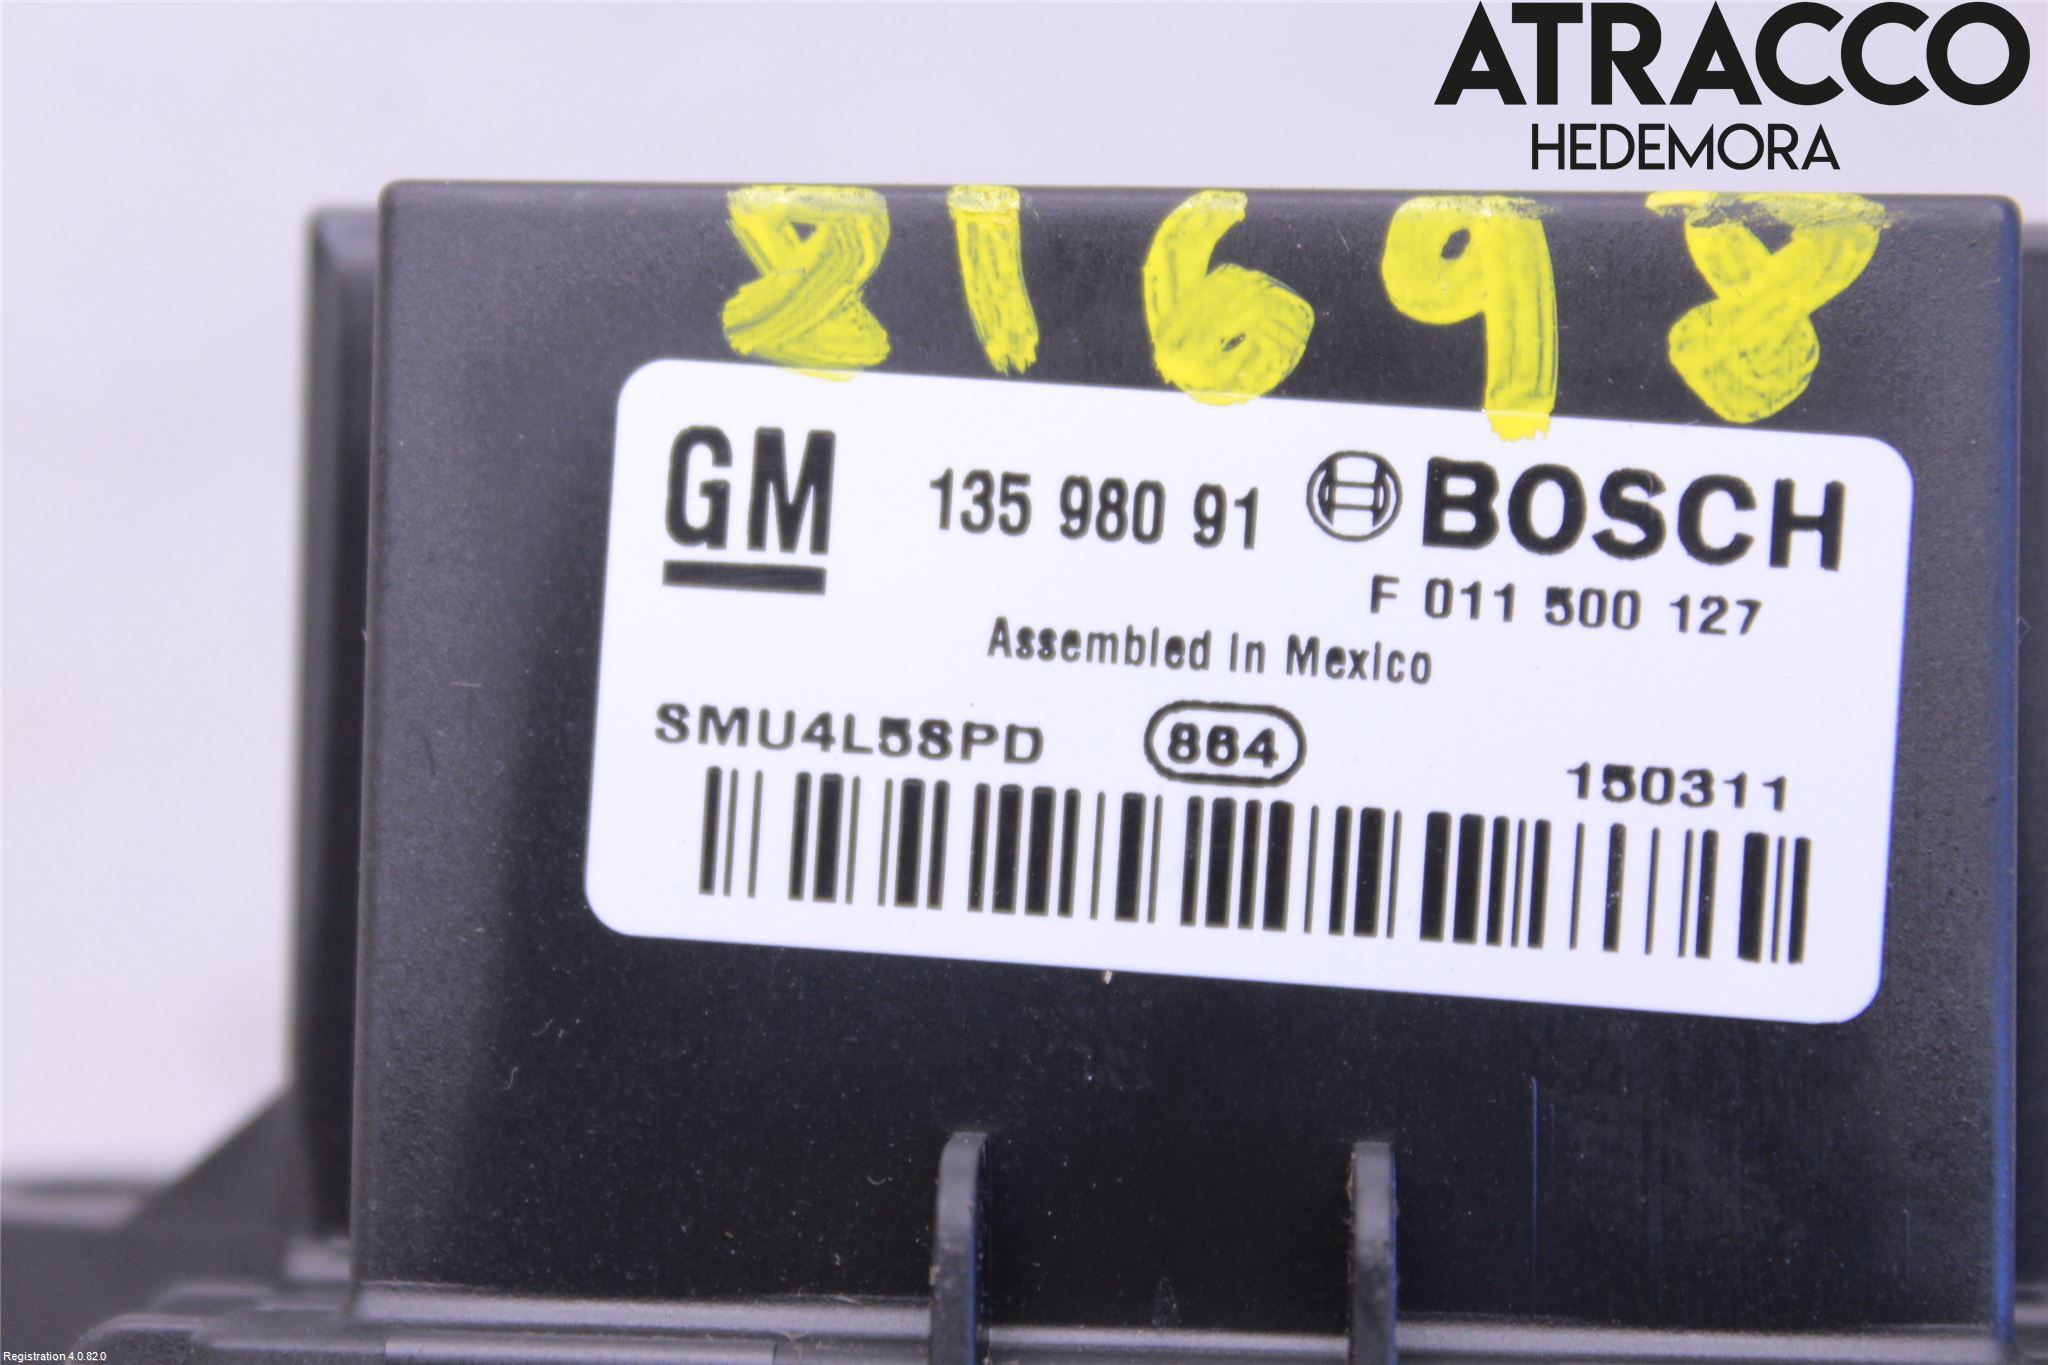 ATRACCO
HEDEMORA
81698
GM 135 980 91 BOSCH
F 011 500 127
Assembled in Mexico
SMU4L58PD 864 150311
Registration 4.0.82.0